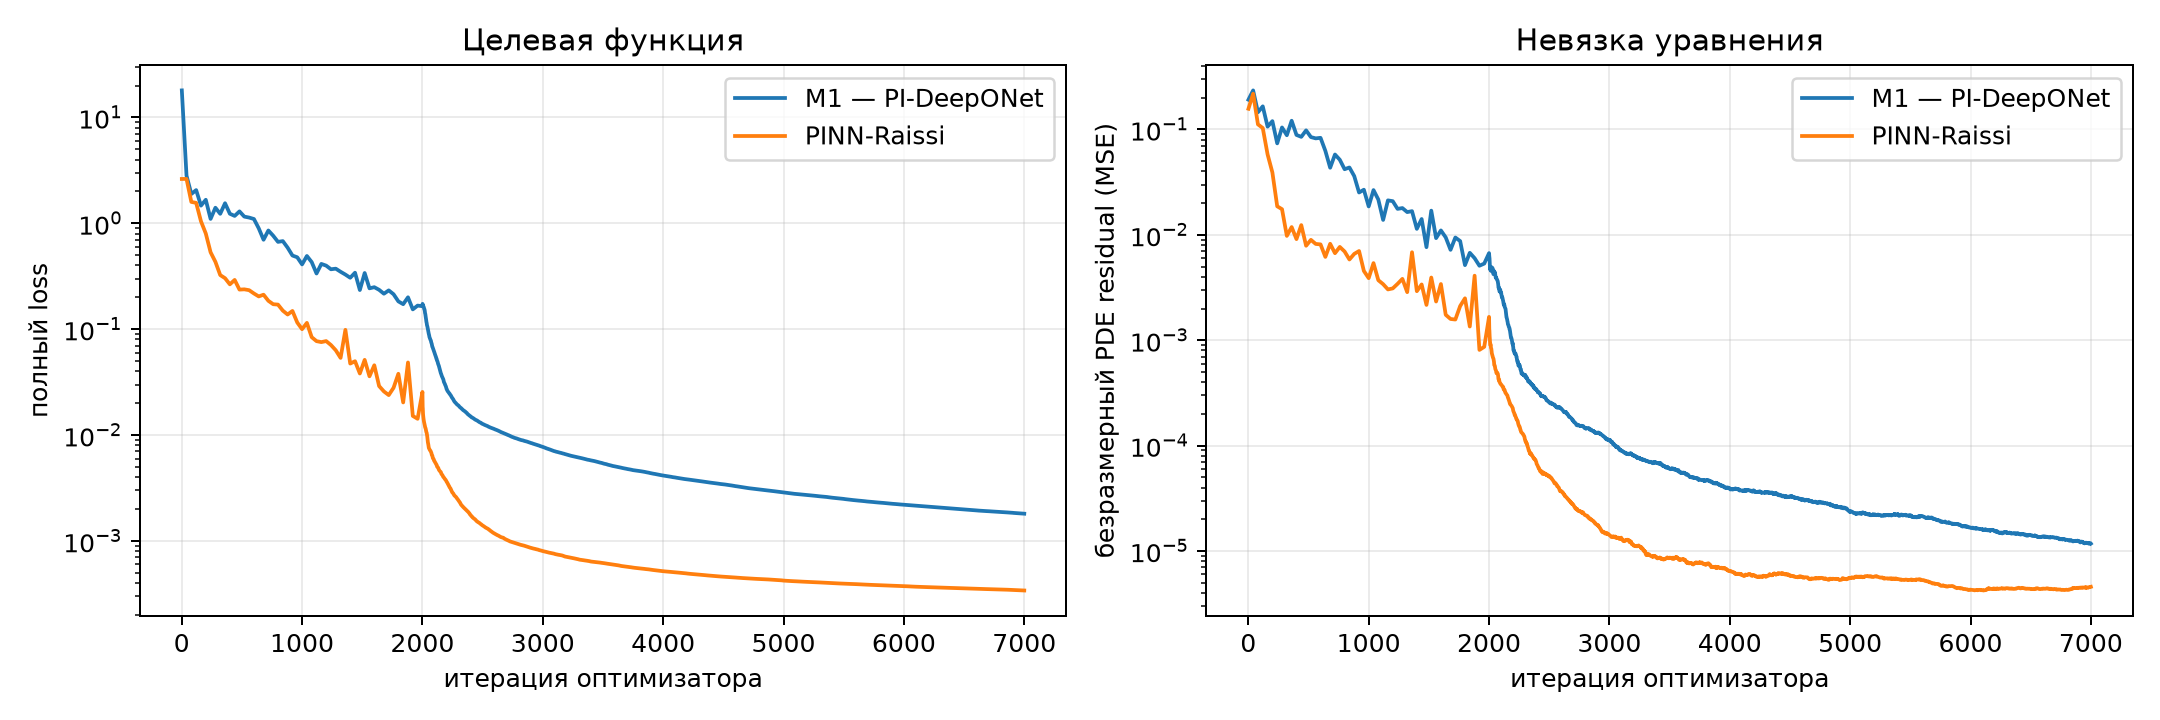 Целевая функция
полный loss
10¹
10⁰
10⁻¹
10⁻²
10⁻³
M1 — PI-DeepONet
PINN-Raissi
0 1000 2000 3000 4000 5000 6000 7000
итерация оптимизатора
Невязка уравнения
безразмерный PDE residual (MSE)
10⁻¹
10⁻²
10⁻³
10⁻⁴
10⁻⁵
M1 — PI-DeepONet
PINN-Raissi
0 1000 2000 3000 4000 5000 6000 7000
итерация оптимизатора